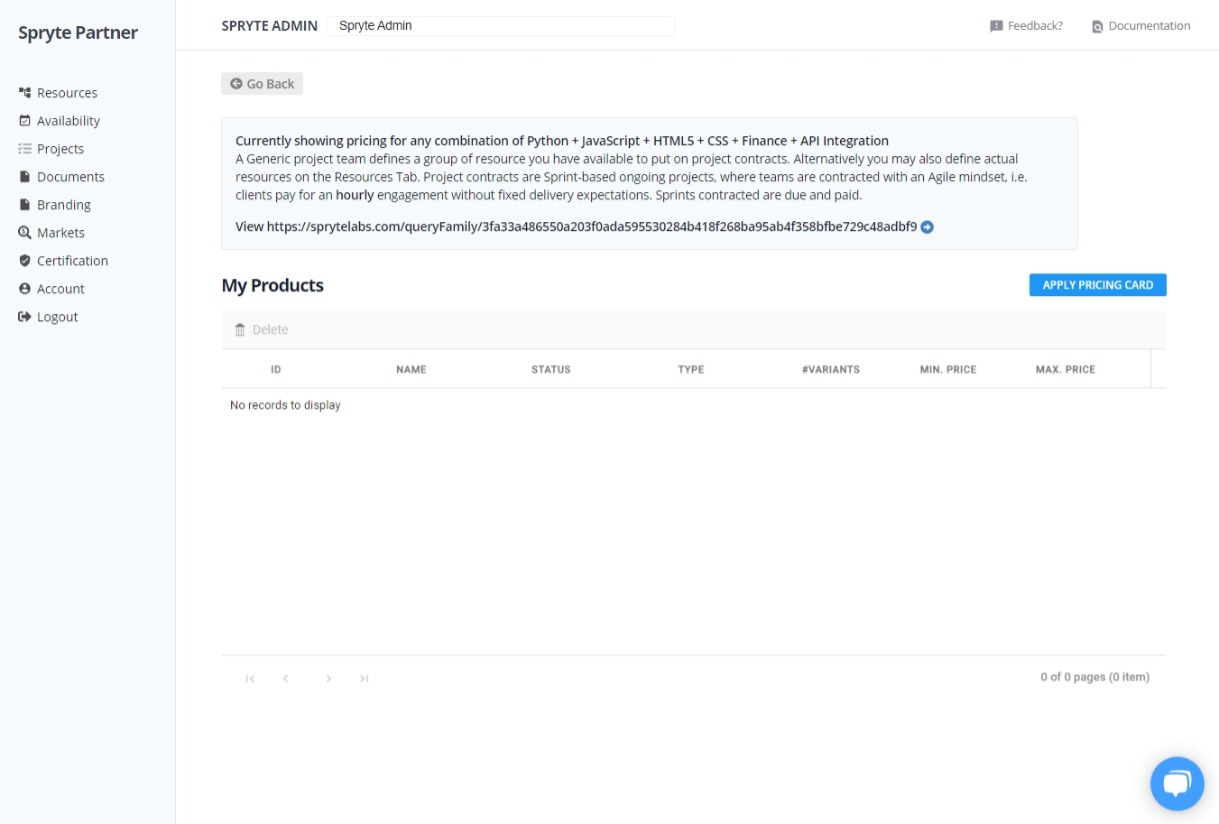 Spryte Partner
SPRYTE ADMIN
Spryte Admin
Feedback?
Documentation
Resources
Availability
Projects
Documents
Branding
Markets
Certification
Account
Logout
Go Back
Currently showing pricing for any combination of Python + JavaScript + HTML5 + CSS + Finance + API Integration
A Generic project team defines a group of resource you have available to put on project contracts. Alternatively you may also define actual
resources on the Resources Tab. Project contracts are Sprint-based ongoing projects, where teams are contracted with an Agile mindset, i.e.
clients pay for an hourly engagement without fixed delivery expectations. Sprints contracted are due and paid.
View https://sprytelabs.com/queryFamily/3fa33a486550a203f0ada595530284b418f268ba95ab4f358bfbe729c48adbf9
My Products
APPLY PRICING CARD
Delete
ID NAME STATUS TYPE #VARIANTS MIN. PRICE MAX. PRICE
No records to display
0 of 0 pages (0 item)